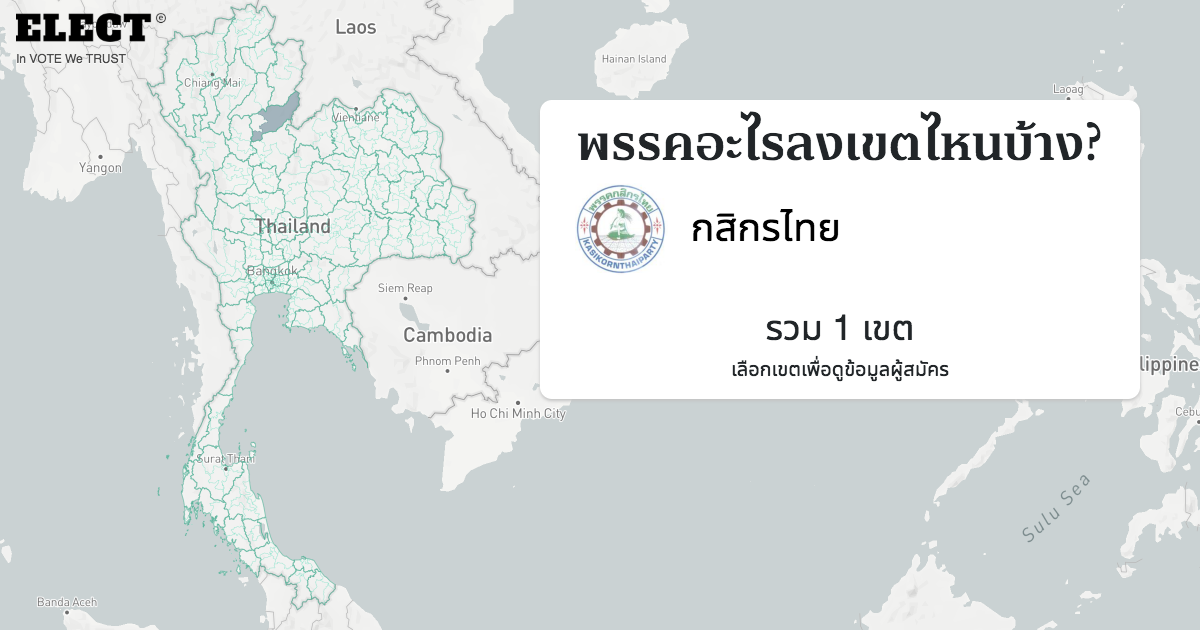 ELECT ®
In VOTE We TRUST
Laos
Hainan Island
Chiang Mai
Laoag
Vientiane
Yangon
พรรคอะไรลงเขตไหนบ้าง?
พรรคกสิกรไทย
KASIKORNTHAIPARTY
กสิกรไทย
Thailand
Bangkok
Siem Reap
Cambodia
Phnom Penh
รวม 1 เขต
เลือกเขตเพื่อดูข้อมูลผู้สมัคร
lippine
Ho Chi Minh City
Cebu
Surat Thani
Sulu Sea
Banda Aceh